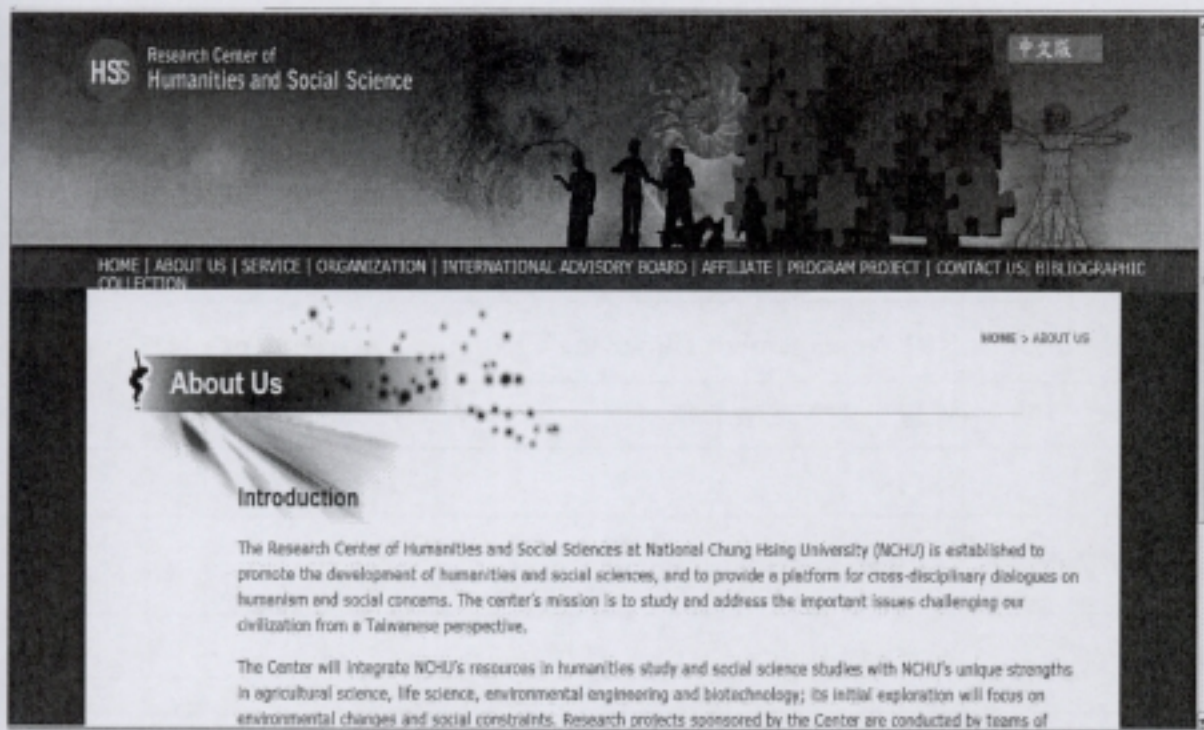 HSS
Research Center of
Humanities and Social Science
中文版
HOME | ABOUT US | SERVICE | ORGANIZATION | INTERNATIONAL ADVISORY BOARD | AFFILIATE | PROGRAM PROJECT | CONTACT US| BIBLIOGRAPHIC
COLLECTION
HOME > ABOUT US
About Us
Introduction
The Research Center of Humanities and Social Sciences at National Chung Hsing University (NCHU) is established to
promote the development of humanities and social sciences, and to provide a platform for cross-disciplinary dialogues on
humanism and social concerns. The center's mission is to study and address the important issues challenging our
civilization from a Taiwanese perspective.
The Center will integrate NCHU's resources in humanities study and social science studies with NCHU's unique strengths
in agricultural science, life science, environmental engineering and biotechnology; its initial exploration will focus on
environmental changes and social constraints. Research projects sponsored by the Center are conducted by teams of